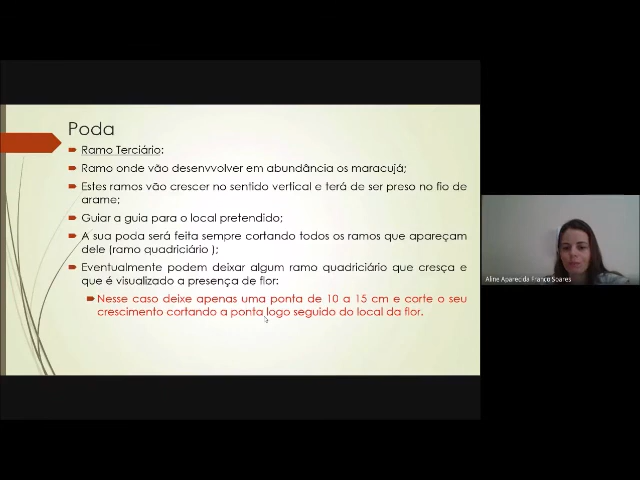 Poda
Ramo Terciário:
Ramo onde vão desenvvolver em abundância os maracujá;
Estes ramos vão crescer no sentido vertical e terá de ser preso no fio de
arame;
Guiar a guia para o local pretendido;
A sua poda será feita sempre cortando todos os ramos que apareçam
dele (ramo quadriciário );
Eventualmente podem deixar algum ramo quadriciário que cresça e
que é visualizado a presença de flor:
Nesse caso deixe apenas uma ponta de 10 a 15 cm e corte o seu
crescimento cortando a ponta logo seguido do local da flor.
Aline Aparecida Franco Soares